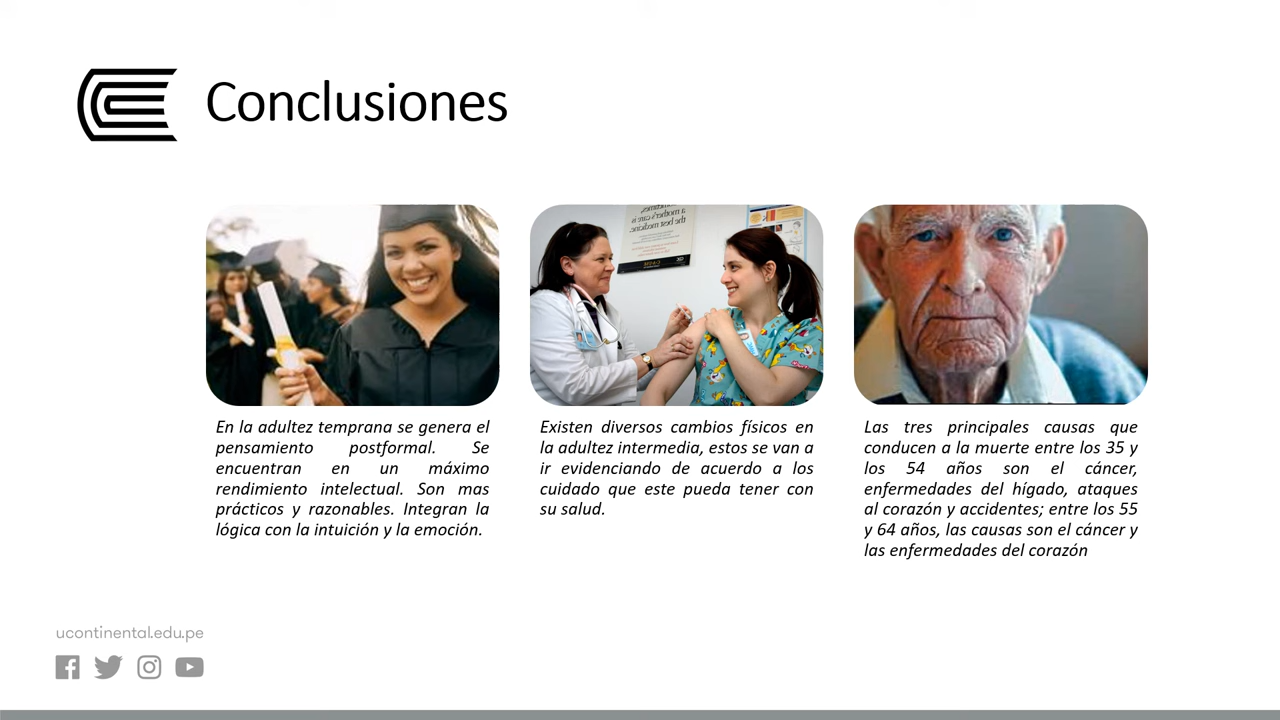 Conclusiones
En la adultez temprana se genera el
pensamiento postformal. Se
encuentran en un máximo
rendimiento intelectual. Son mas
prácticos y razonables. Integran la
lógica con la intuición y la emoción.
Existen diversos cambios físicos en
la adultez intermedia, estos se van a
ir evidenciando de acuerdo a los
cuidado que este pueda tener con
su salud.
Las tres principales causas que
conducen a la muerte entre los 35 y
los 54 años son el cáncer,
enfermedades del hígado, ataques
al corazón y accidentes; entre los 55
y 64 años, las causas son el cáncer y
las enfermedades del corazón
ucontinental.edu.pe